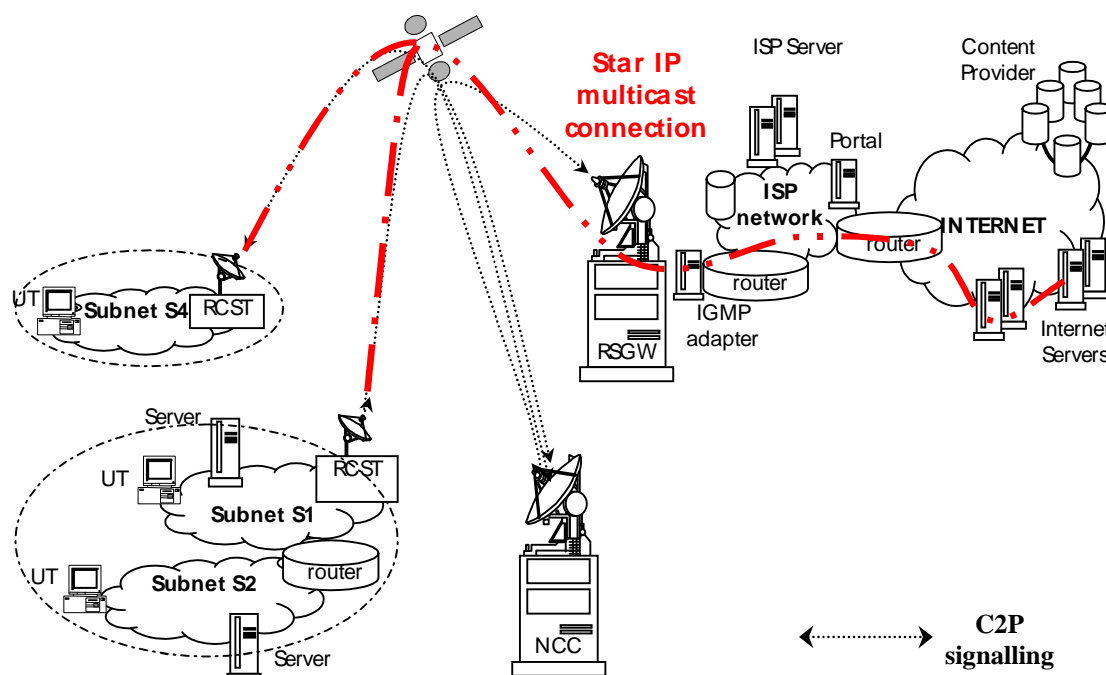 ISP Server
Content
Provider
Star IP
multicast
connection
Portal
ISP
network
INTERNET
router
router
UT
Subnet S4
RCST
IGMP
adapter
RSGW
Internet
Servers
Server
RCST
UT
Subnet S1
router
UT
Subnet S2
Server
NCC
C2P
signalling